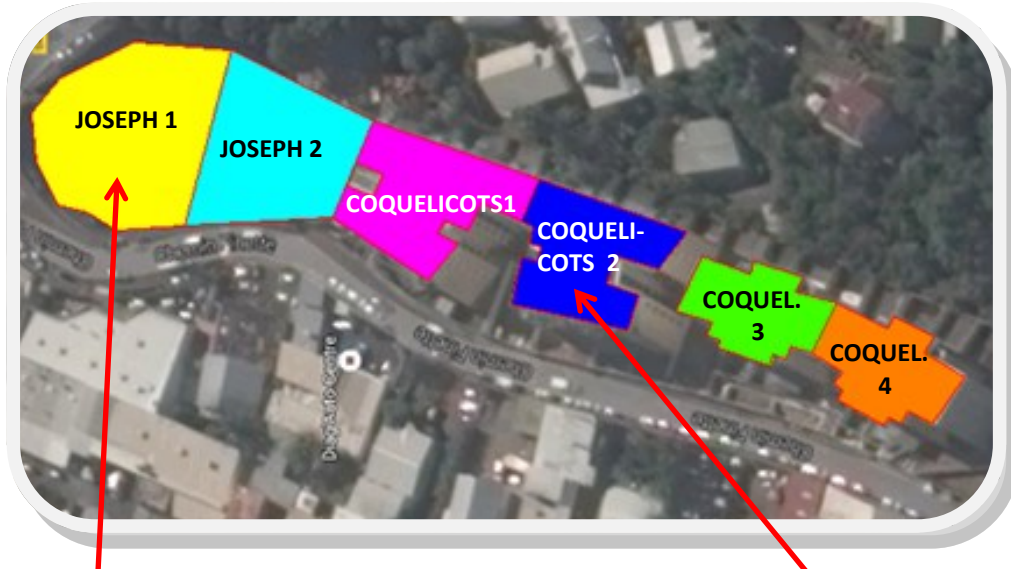 JOSEPH 1
JOSEPH 2
COQUELICOTS1
COQUELI-
COTS 2
COQUEL.
3
COQUEL.
4